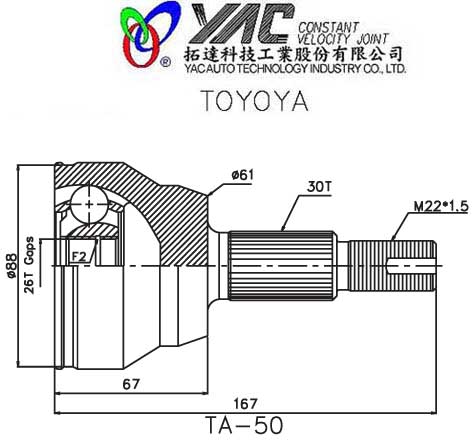 YAC CONSTANT
VELOCITY JOINT
拓達科技工業股份有限公司
YAC AUTO TECHNOLOGY INDUSTRY CO., LTD.
TOYOYA
ø61
30T
M22*1.5
ø88
26T Gaps
F2
67
167
TA-50